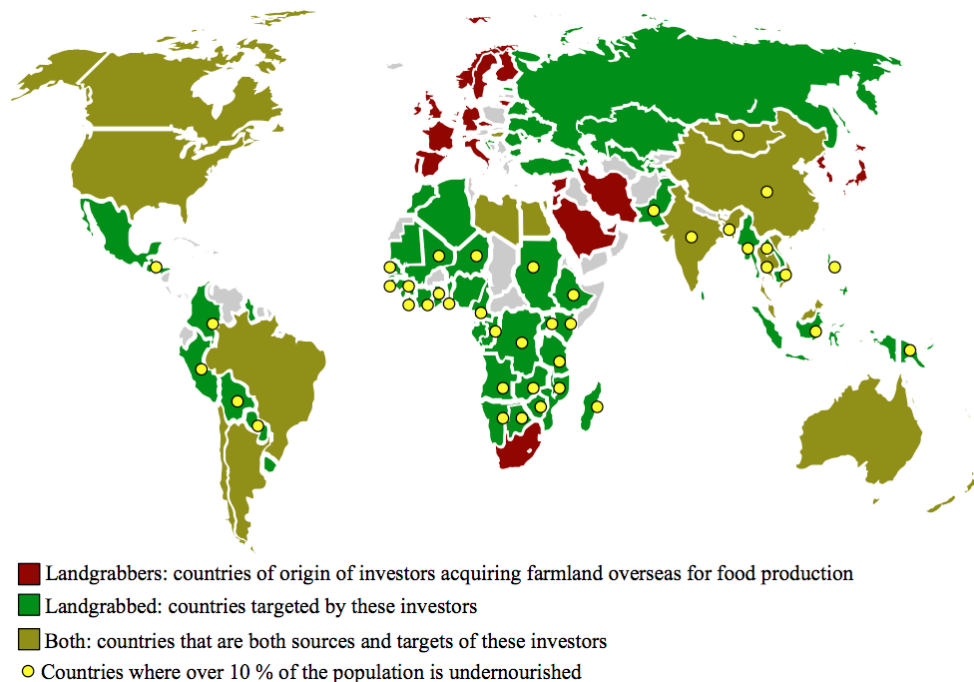 Landgrabbers: countries of origin of investors acquiring farmland overseas for food production
Landgrabbed: countries targeted by these investors
Both: countries that are both sources and targets of these investors
Countries where over 10 % of the population is undernourished